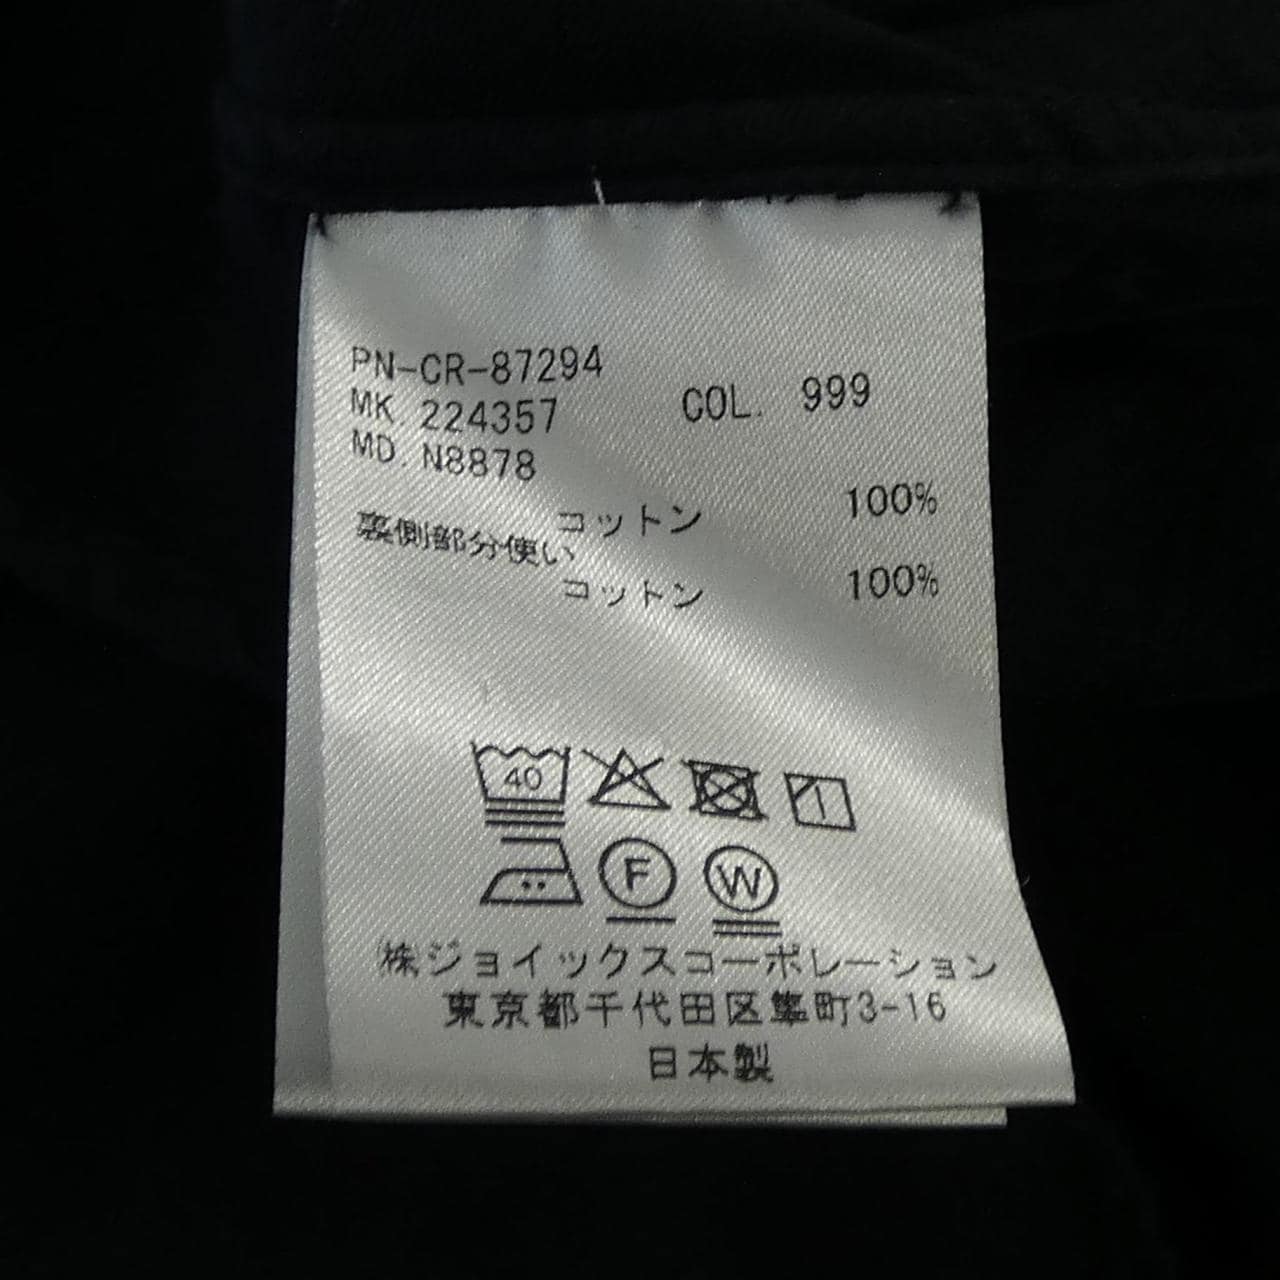 PN-CR-87294
MK. 224357 COL. 999
MD. N8878
コットン 100%
裏側部分使い
コットン 100%
40
F W
㈱ジョイックスコーポレーション
東京都千代田区隼町3-16
日本製